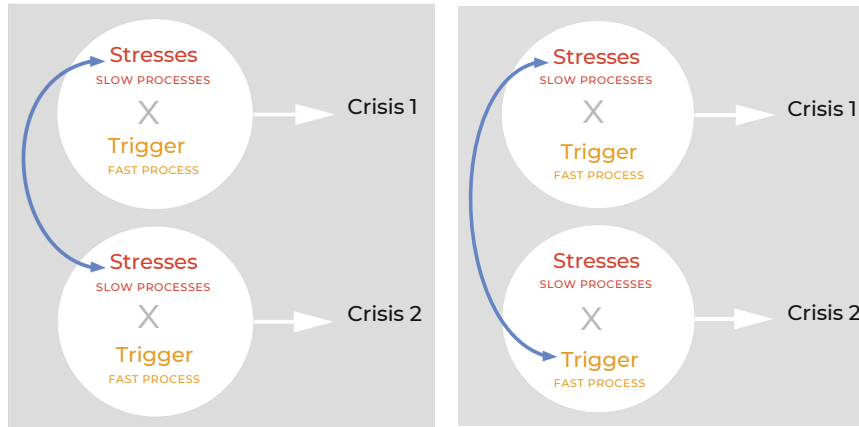 Stresses
SLOW PROCESSES
X
Trigger
FAST PROCESS
Crisis 1
Stresses
SLOW PROCESSES
X
Trigger
FAST PROCESS
Crisis 2
Stresses
SLOW PROCESSES
X
Trigger
FAST PROCESS
Crisis 1
Stresses
SLOW PROCESSES
X
Trigger
FAST PROCESS
Crisis 2